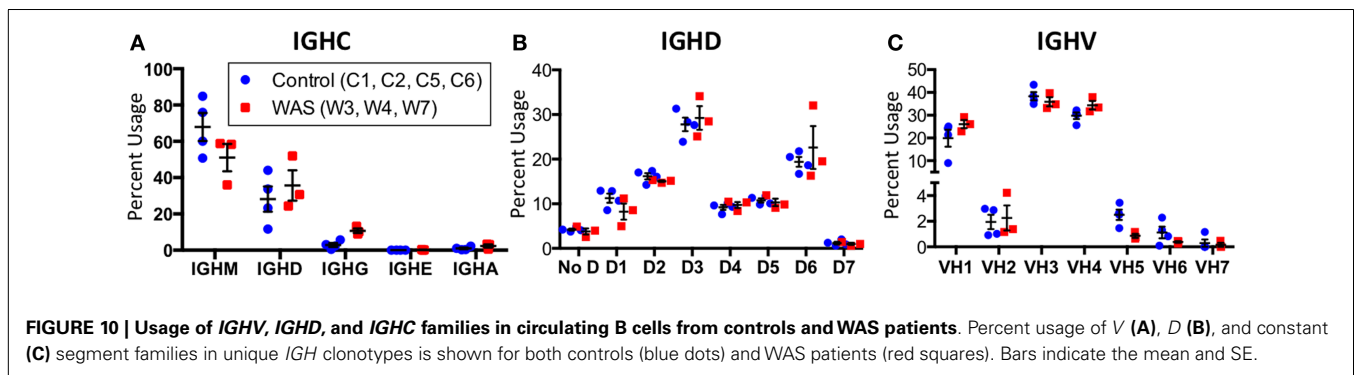 A IGHC
Percent Usage
100
80
60
40
20
0
Control (C1, C2, C5, C6)
WAS (W3, W4, W7)
IGHM IGHD IGHG IGHE IGHA
B IGHD
Percent Usage
40
30
20
10
0
No D D1 D2 D3 D4 D5 D6 D7
C IGHV
Percent Usage
50
40
30
20
10
4
2
0
VH1 VH2 VH3 VH4 VH5 VH6 VH7
FIGURE 10 | Usage of IGHV, IGHD, and IGHC families in circulating B cells from controls and WAS patients. Percent usage of V (A), D (B), and constant
(C) segment families in unique IGH clonotypes is shown for both controls (blue dots) and WAS patients (red squares). Bars indicate the mean and SE.